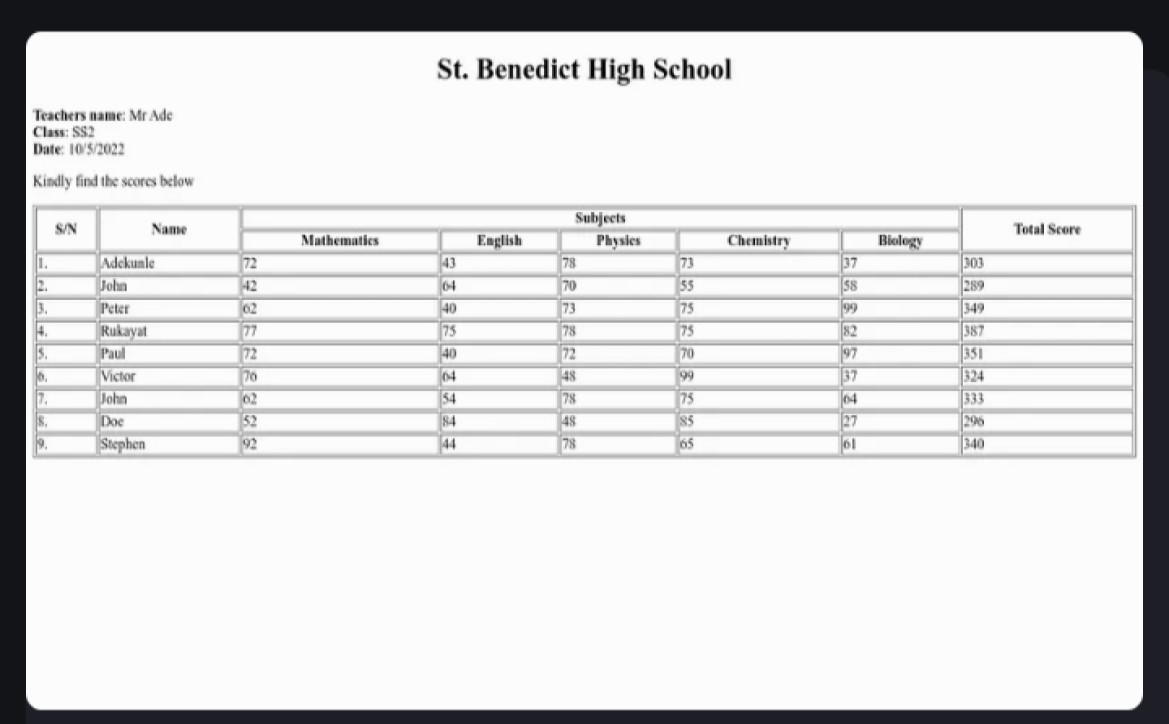 St. Benedict High School
Teachers name: Mr Ade
Class: SS2
Date: 10/5/2022
Kindly find the scores below
S/N Name Subjects Total Score
Mathematics English Physics Chemistry Biology
1. Adekunle 72 43 78 73 37 303
2. John 42 64 70 55 58 289
3. Peter 62 40 73 75 99 349
4. Rukayat 77 75 78 75 82 387
5. Paul 72 40 72 70 97 351
6. Victor 76 64 48 99 37 324
7. John 62 54 78 75 64 333
8. Doe 52 84 48 85 27 296
9. Stephen 92 44 78 65 61 340